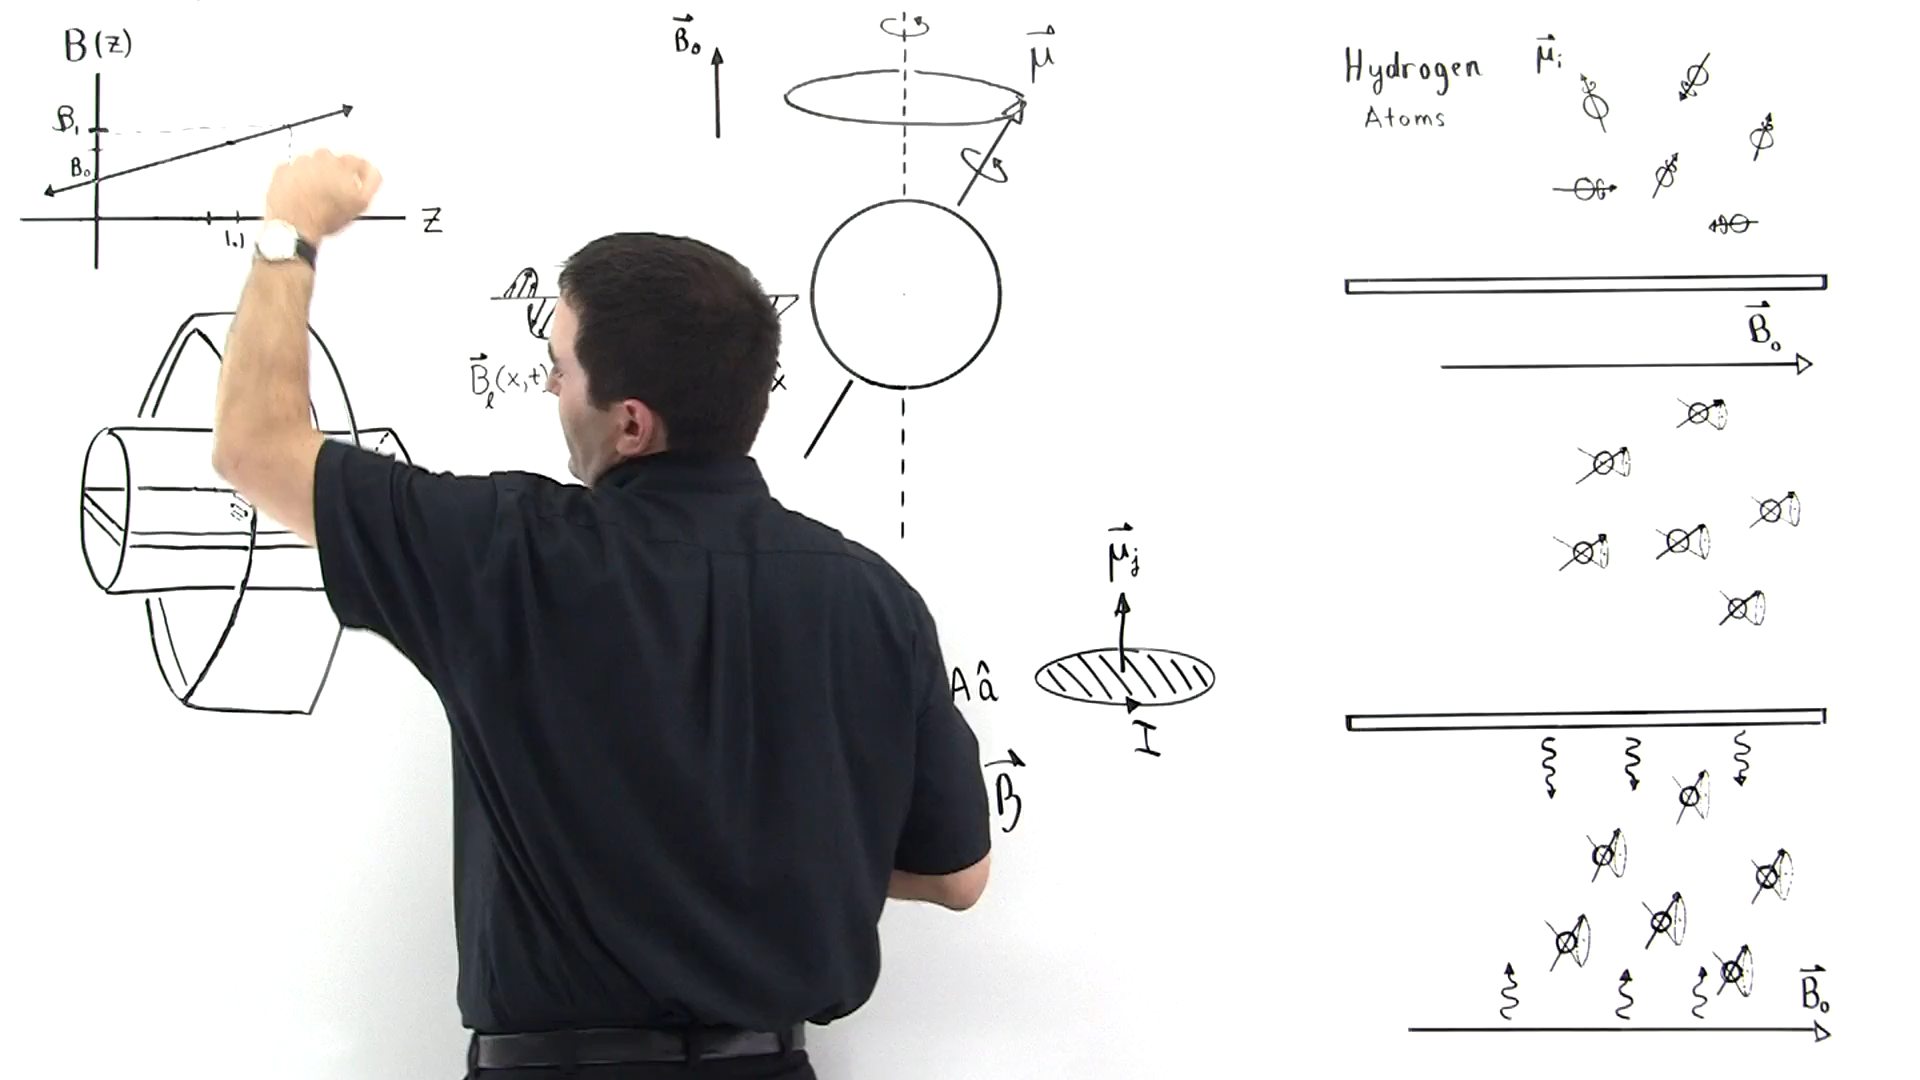 B(z)
B₁
B₀
z
1.1
B⃗₀
μ⃗
B⃗ₗ(x,t)
x
Aâ
B⃗
μ⃗ⱼ
I
Hydrogen
Atoms
μ⃗ᵢ
B⃗₀
B⃗₀